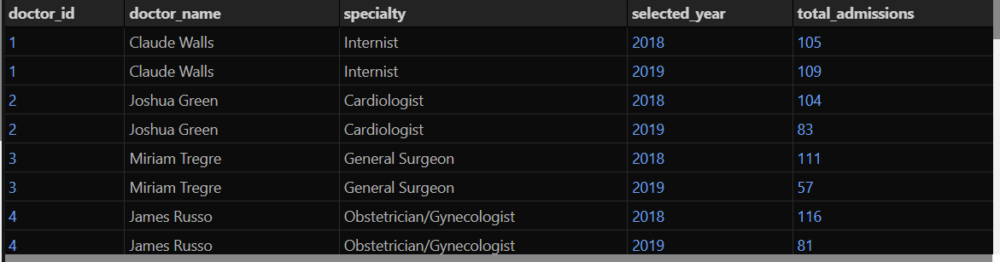 doctor_id doctor_name specialty selected_year total_admissions
1 Claude Walls Internist 2018 105
1 Claude Walls Internist 2019 109
2 Joshua Green Cardiologist 2018 104
2 Joshua Green Cardiologist 2019 83
3 Miriam Tregre General Surgeon 2018 111
3 Miriam Tregre General Surgeon 2019 57
4 James Russo Obstetrician/Gynecologist 2018 116
4 James Russo Obstetrician/Gynecologist 2019 81